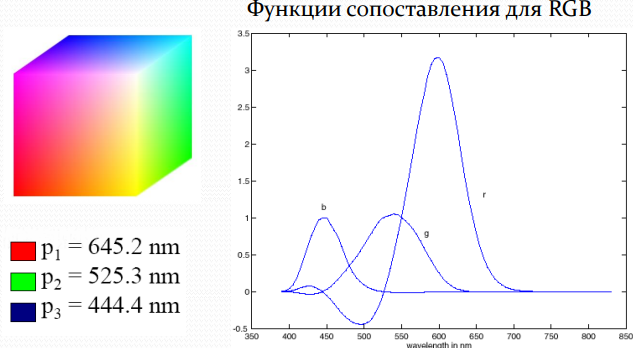 Функции сопоставления для RGB
p₁ = 645.2 nm
p₂ = 525.3 nm
p₃ = 444.4 nm
3.5
3
2.5
2
1.5
1
0.5
0
-0.5
b
g
r
350 400 450 500 550 600 650 700 750 800 850
wavelength in nm